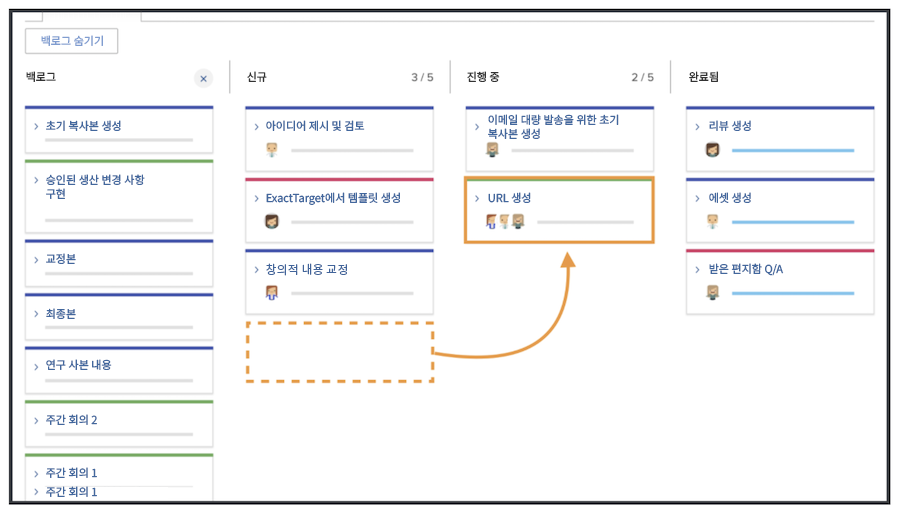 백로그 숨기기
백로그
×
신규
3 / 5
진행 중
2 / 5
완료됨
초기 복사본 생성
승인된 생산 변경 사항
구현
교정본
최종본
연구 사본 내용
주간 회의 2
주간 회의 1
주간 회의 1
아이디어 제시 및 검토
ExactTarget에서 템플릿 생성
창의적 내용 교정
이메일 대량 발송을 위한 초기
복사본 생성
URL 생성
리뷰 생성
에셋 생성
받은 편지함 Q/A